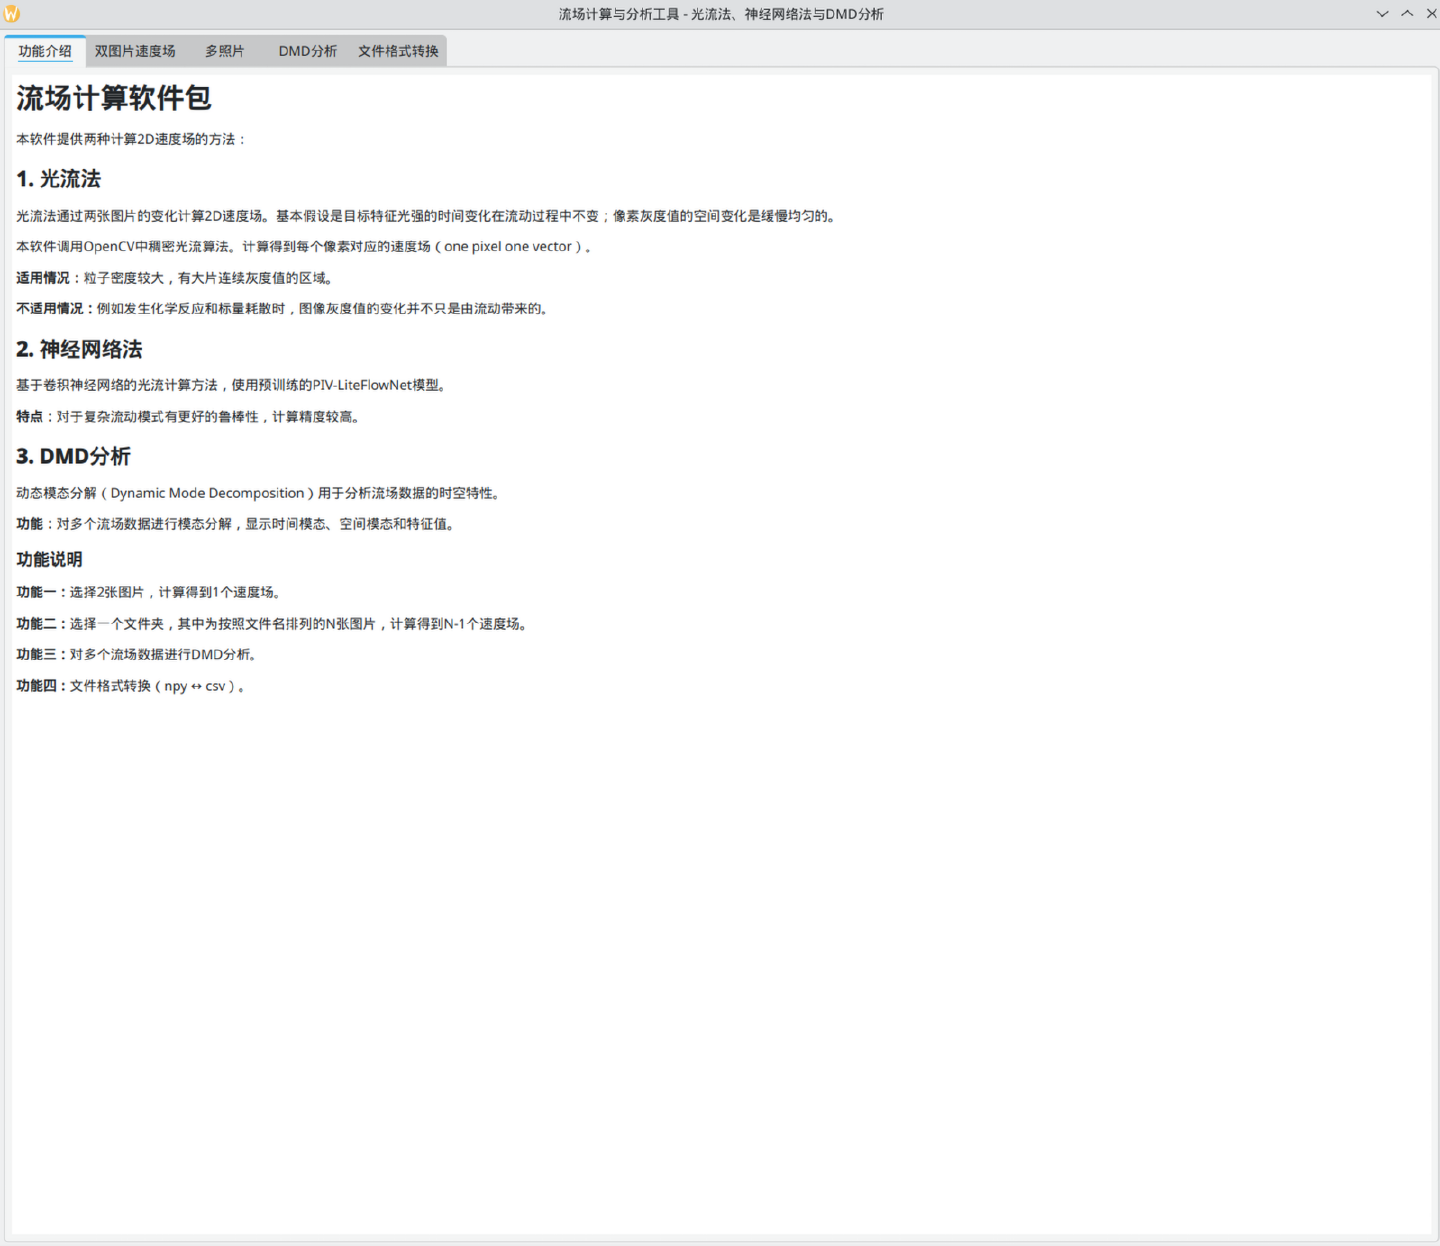 流场计算与分析工具 - 光流法、神经网络法与DMD分析
功能介绍 双图片速度场 多照片 DMD分析 文件格式转换
流场计算软件包
本软件提供两种计算2D速度场的方法：
1. 光流法
光流法通过两张图片的变化计算2D速度场。基本假设是目标特征光强的时间变化在流动过程中不变；像素灰度值的空间变化是缓慢均匀的。
本软件调用OpenCV中稠密光流算法。计算得到每个像素对应的速度场（one pixel one vector）。
适用情况：粒子密度较大，有大片连续灰度值的区域。
不适用情况：例如发生化学反应和标量耗散时，图像灰度值的变化并不只是由流动带来的。
2. 神经网络法
基于卷积神经网络的光流计算方法，使用预训练的PIV-LiteFlowNet模型。
特点：对于复杂流动模式有更好的鲁棒性，计算精度较高。
3. DMD分析
动态模态分解（Dynamic Mode Decomposition）用于分析流场数据的时空特性。
功能：对多个流场数据进行模态分解，显示时间模态、空间模态和特征值。
功能说明
功能一：选择2张图片，计算得到1个速度场。
功能二：选择一个文件夹，其中为按照文件名排列的N张图片，计算得到N-1个速度场。
功能三：对多个流场数据进行DMD分析。
功能四：文件格式转换（npy ↔ csv）。